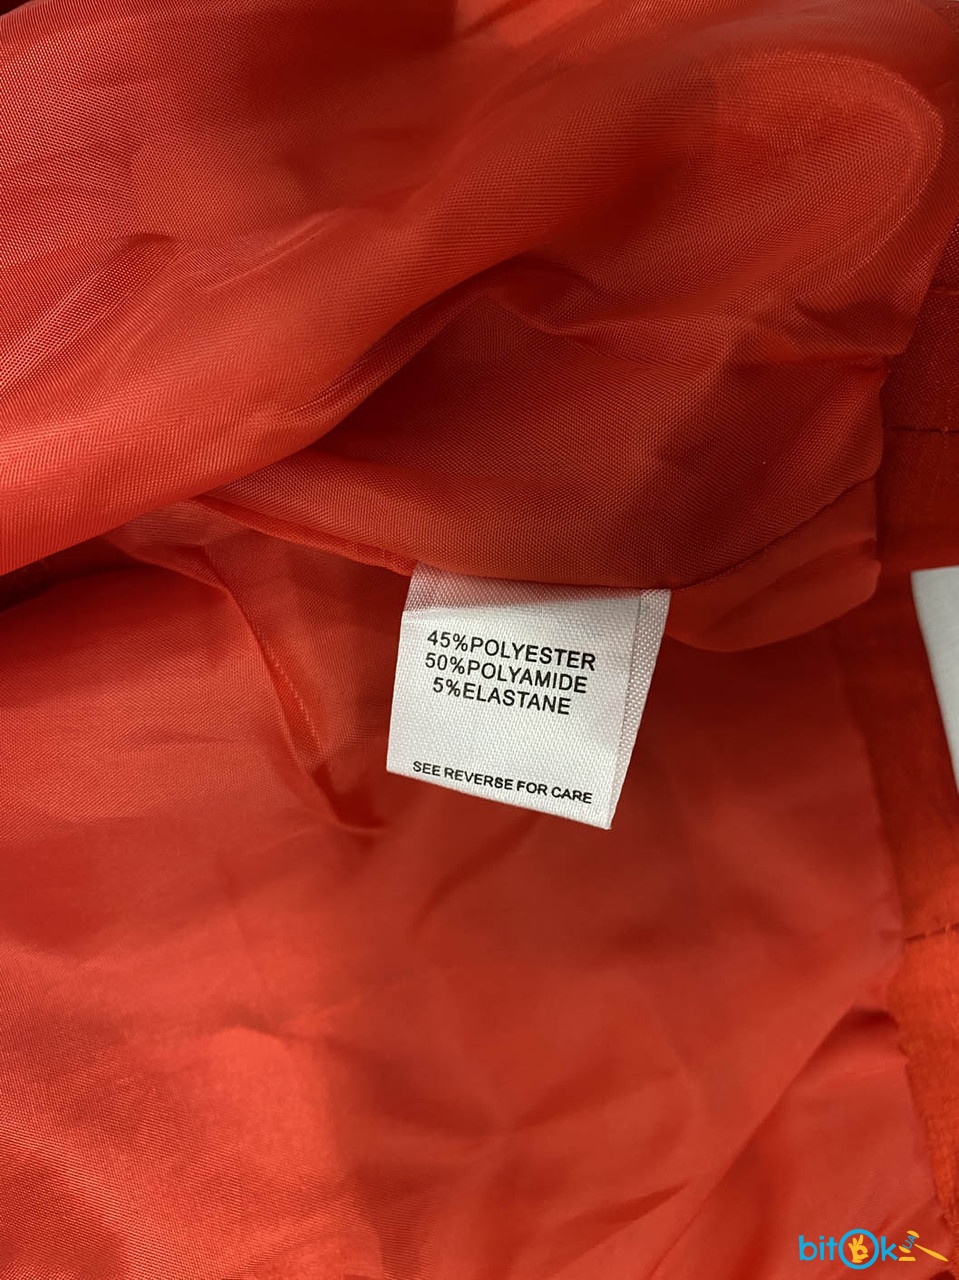 45%POLYESTER
50%POLYAMIDE
5%ELASTANE
SEE REVERSE FOR CARE
bitOk